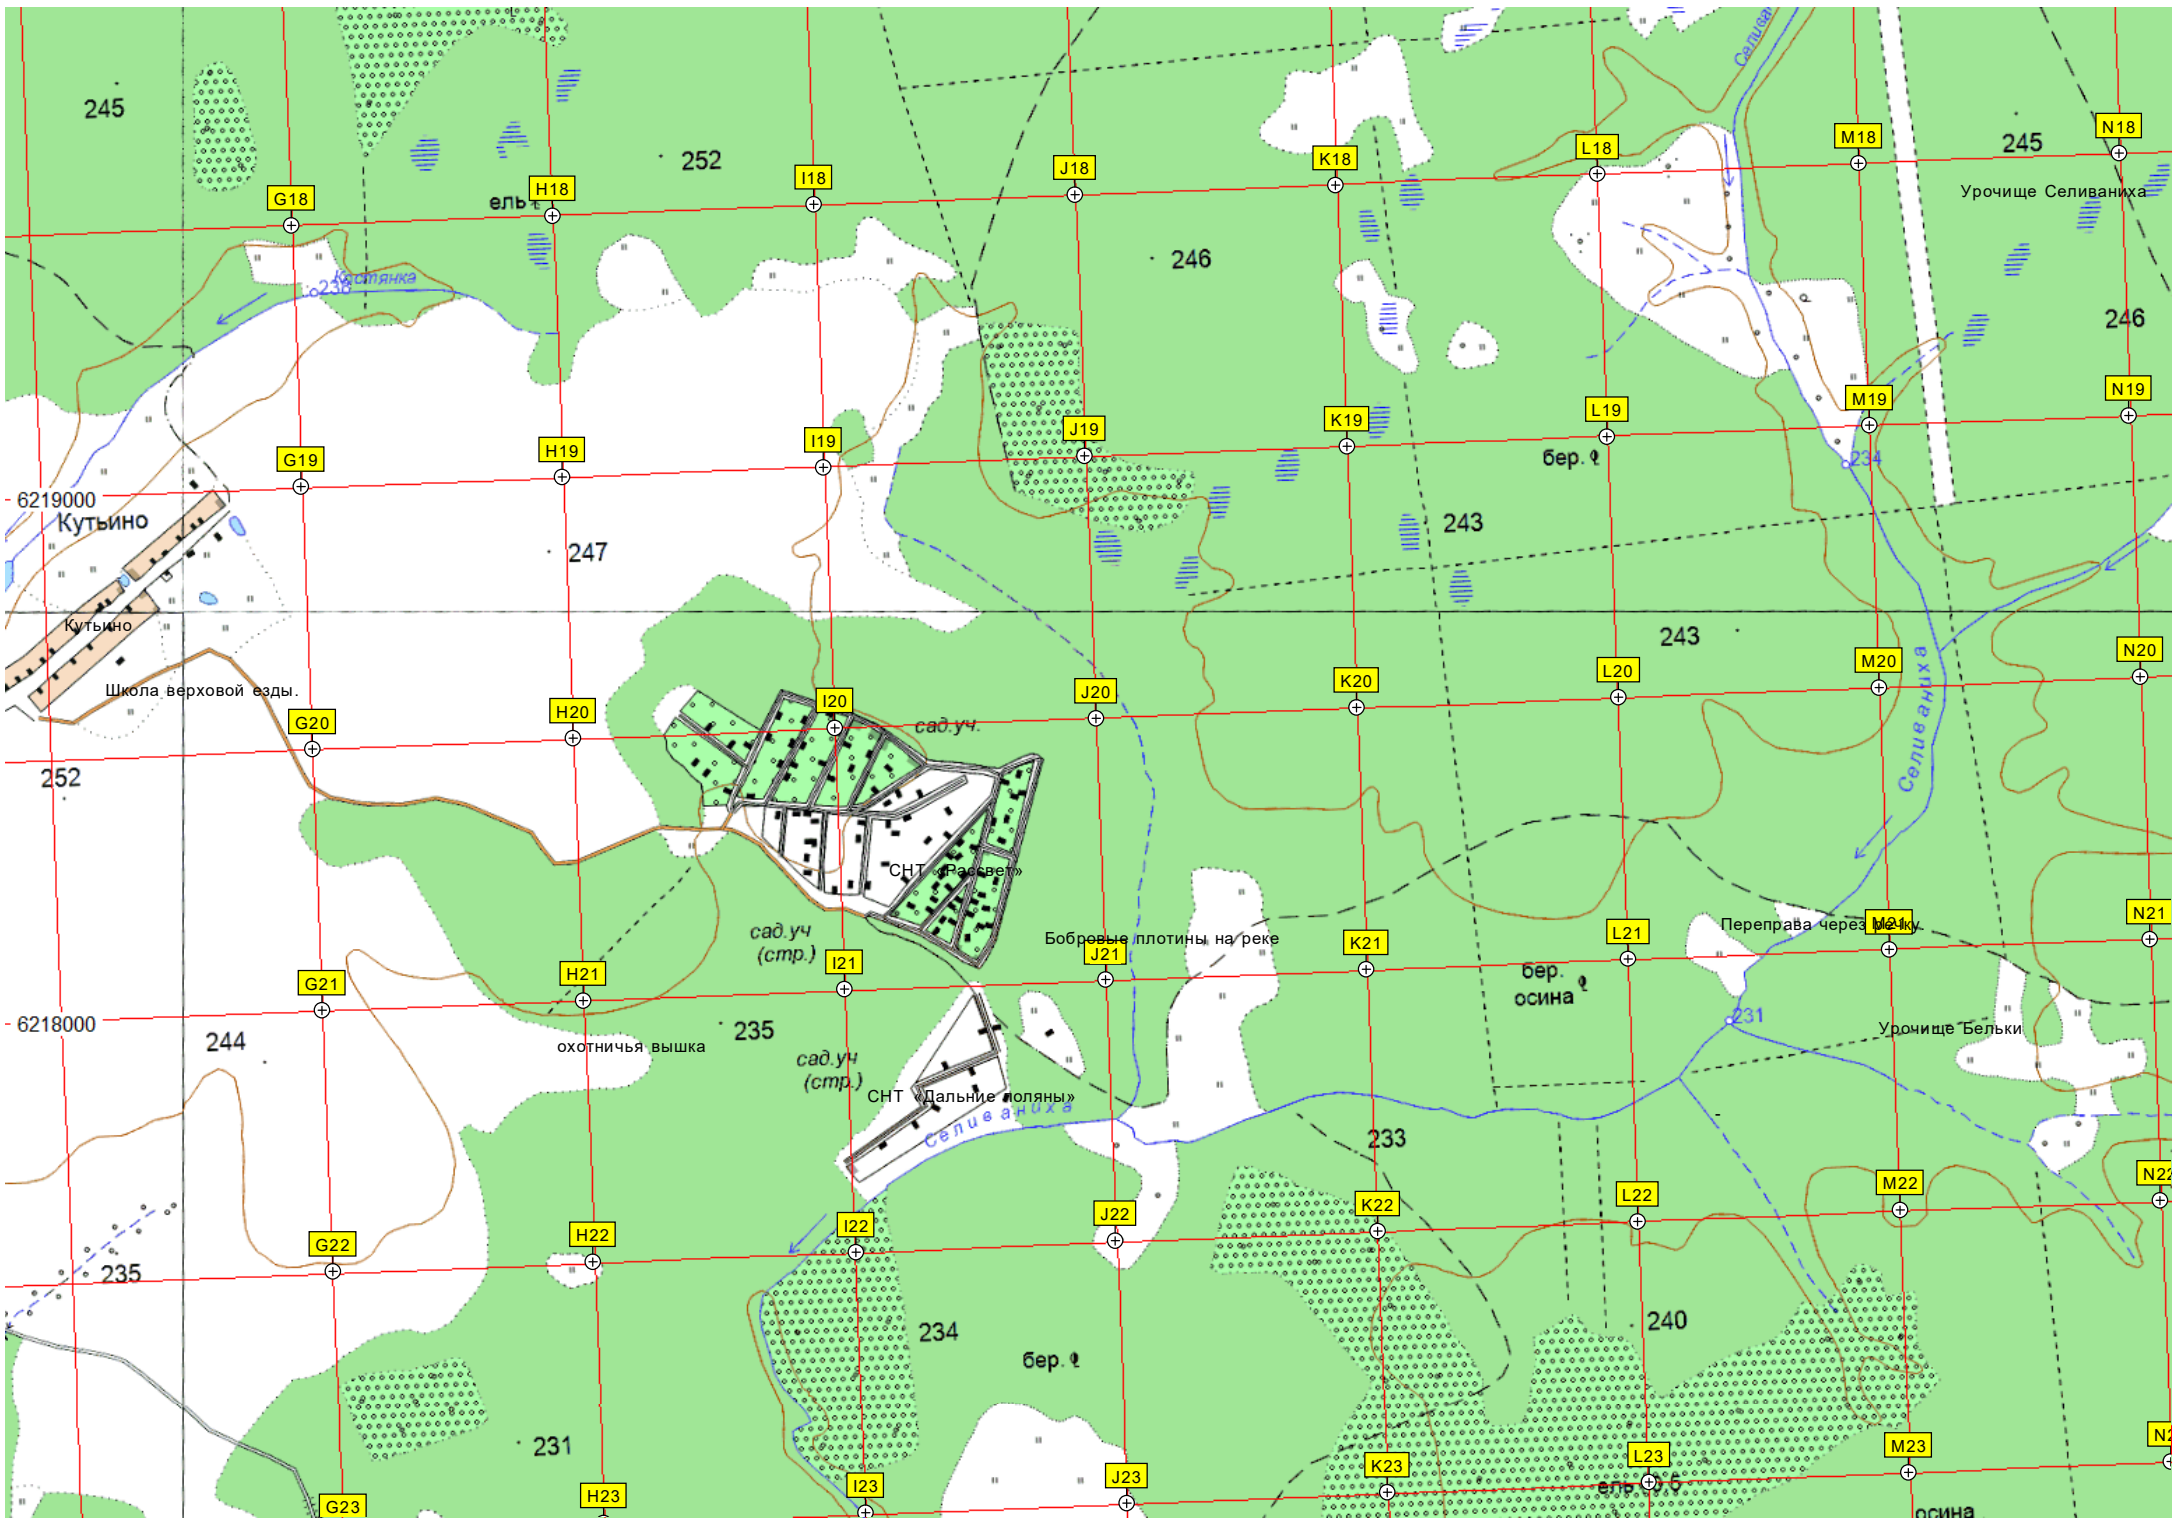 Селива
245
252
ель
G18
H18
I18
J18
K18
L18
M18
N18
245
Урочище Селиваниха
246
246
Костянка
238
G19
H19
I19
J19
K19
L19
M19
N19
бер.
234
6219000
Кутьино
247
243
243
Кутьино
Школа верховой езды.
G20
H20
I20
J20
K20
L20
M20
N20
сад.уч.
Селиваниха
252
СНТ «Рассвет»
сад.уч
(стр.)
Бобровые плотины на реке
Переправа через речку.
G21
H21
I21
J21
K21
L21
M21
N21
бер.
осина
6218000
244
235
231
охотничья вышка
Урочище Бельки
сад.уч
(стр.)
СНТ «Дальние поляны»
Селиваниха
233
G22
H22
I22
J22
K22
L22
M22
N22
235
234
240
бер.
231
G23
H23
I23
J23
K23
L23
M23
ель
осина